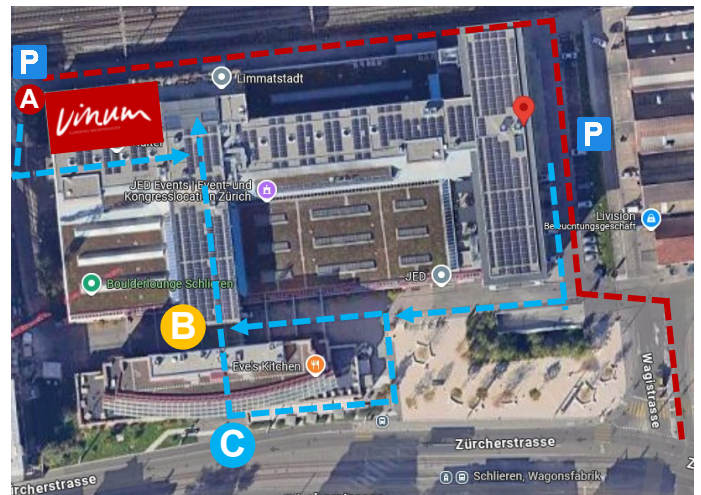 P
Limmatstadt
A
Vinum
P
JED Events | Event- und
Kongresslocation Zürich
Livision
Beleuchtungsgeschäft
JED
Boulderlounge Schlieren
B
Eve's Kitchen
Wagistrasse
C
Zürcherstrasse
Schlieren, Wagonsfabrik
ürcherstrasse
Z